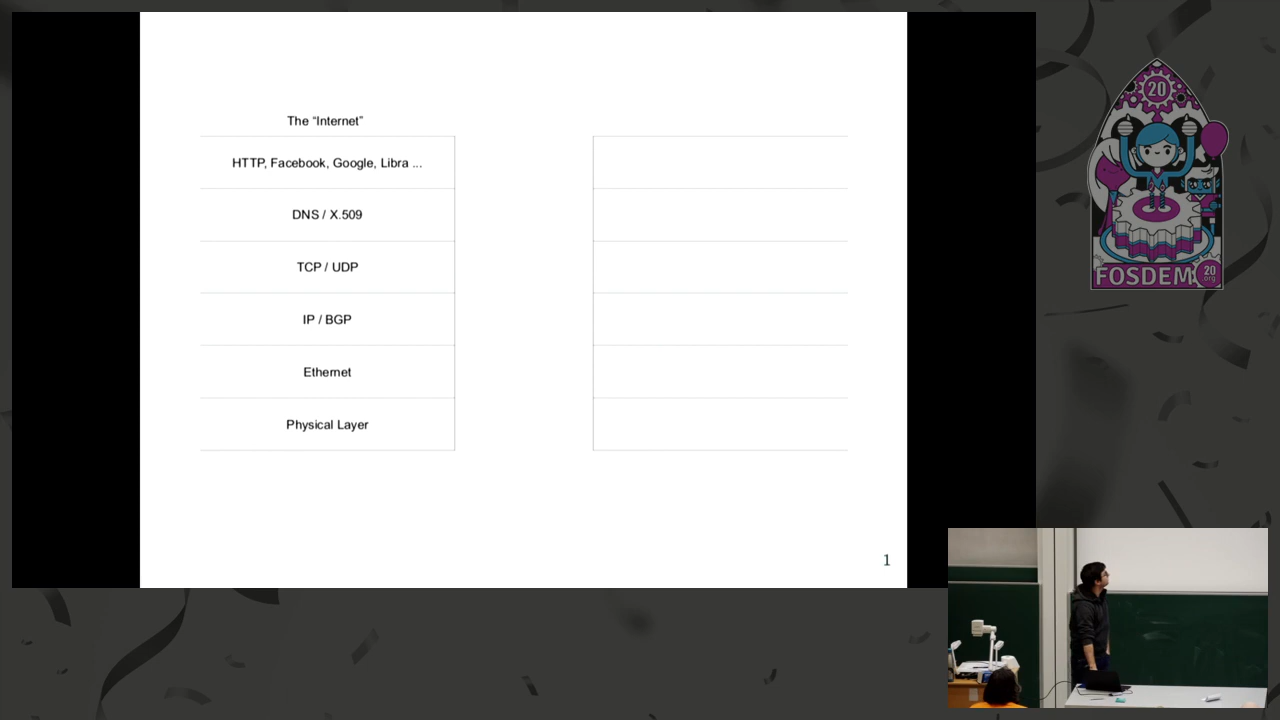 The “Internet”
HTTP, Facebook, Google, Libra ...
DNS / X.509
TCP / UDP
IP / BGP
Ethernet
Physical Layer
1
20
FOSDEM
20
.org